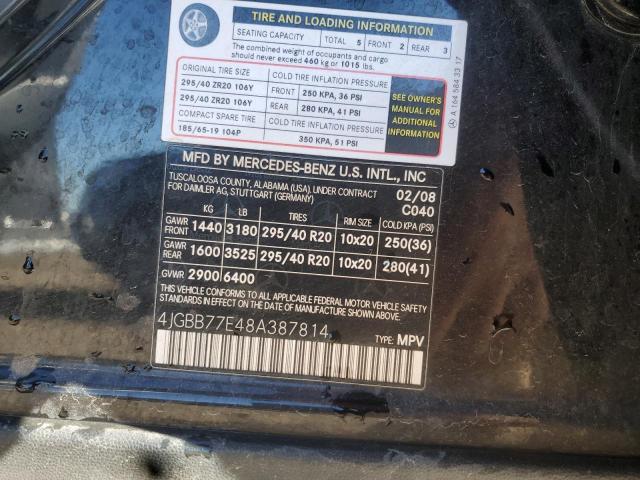 TIRE AND LOADING INFORMATION
SEATING CAPACITY TOTAL 5 FRONT 2 REAR 3
The combined weight of occupants and cargo
should never exceed 460 kg or 1015 lbs.
ORIGINAL TIRE SIZE COLD TIRE INFLATION PRESSURE
295/40 ZR20 106Y FRONT 250 KPA, 36 PSI
295/40 ZR20 106Y REAR 280 KPA, 41 PSI
COMPACT SPARE TIRE COLD TIRE INFLATION PRESSURE
185/65-19 104P 350 KPA, 51 PSI
SEE OWNER'S
MANUAL FOR
ADDITIONAL
INFORMATION
A 164 584 33 17
MFD BY MERCEDES-BENZ U.S. INTL., INC
TUSCALOOSA COUNTY, ALABAMA (USA), UNDER CONTRACT
FOR DAIMLER AG, STUTTGART (GERMANY)
02/08
C040
KG LB TIRES RIM SIZE COLD KPA (PSI)
GAWR FRONT 1440 3180 295/40 R20 10x20 250(36)
GAWR REAR 1600 3525 295/40 R20 10x20 280(41)
GVWR 2900 6400
THIS VEHICLE CONFORMS TO ALL APPLICABLE FEDERAL MOTOR VEHICLE SAFETY
STANDARDS IN EFFECT ON THE DATE OF MANUFACTURE SHOWN ABOVE.
4JGBB77E48A387814
TYPE: MPV